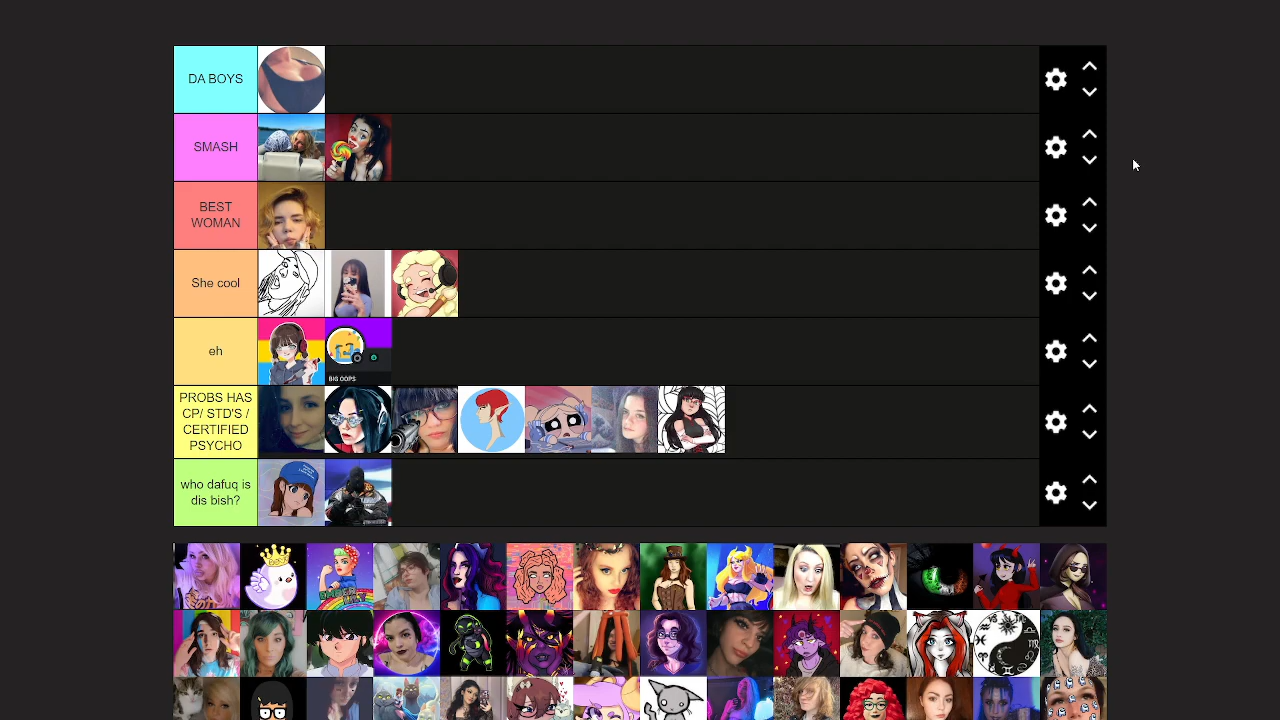 DA BOYS
SMASH
BEST
WOMAN
She cool
eh
BIG OOPS
PROBS HAS
CP/ STD'S /
CERTIFIED
PSYCHO
who dafuq is
dis bish?